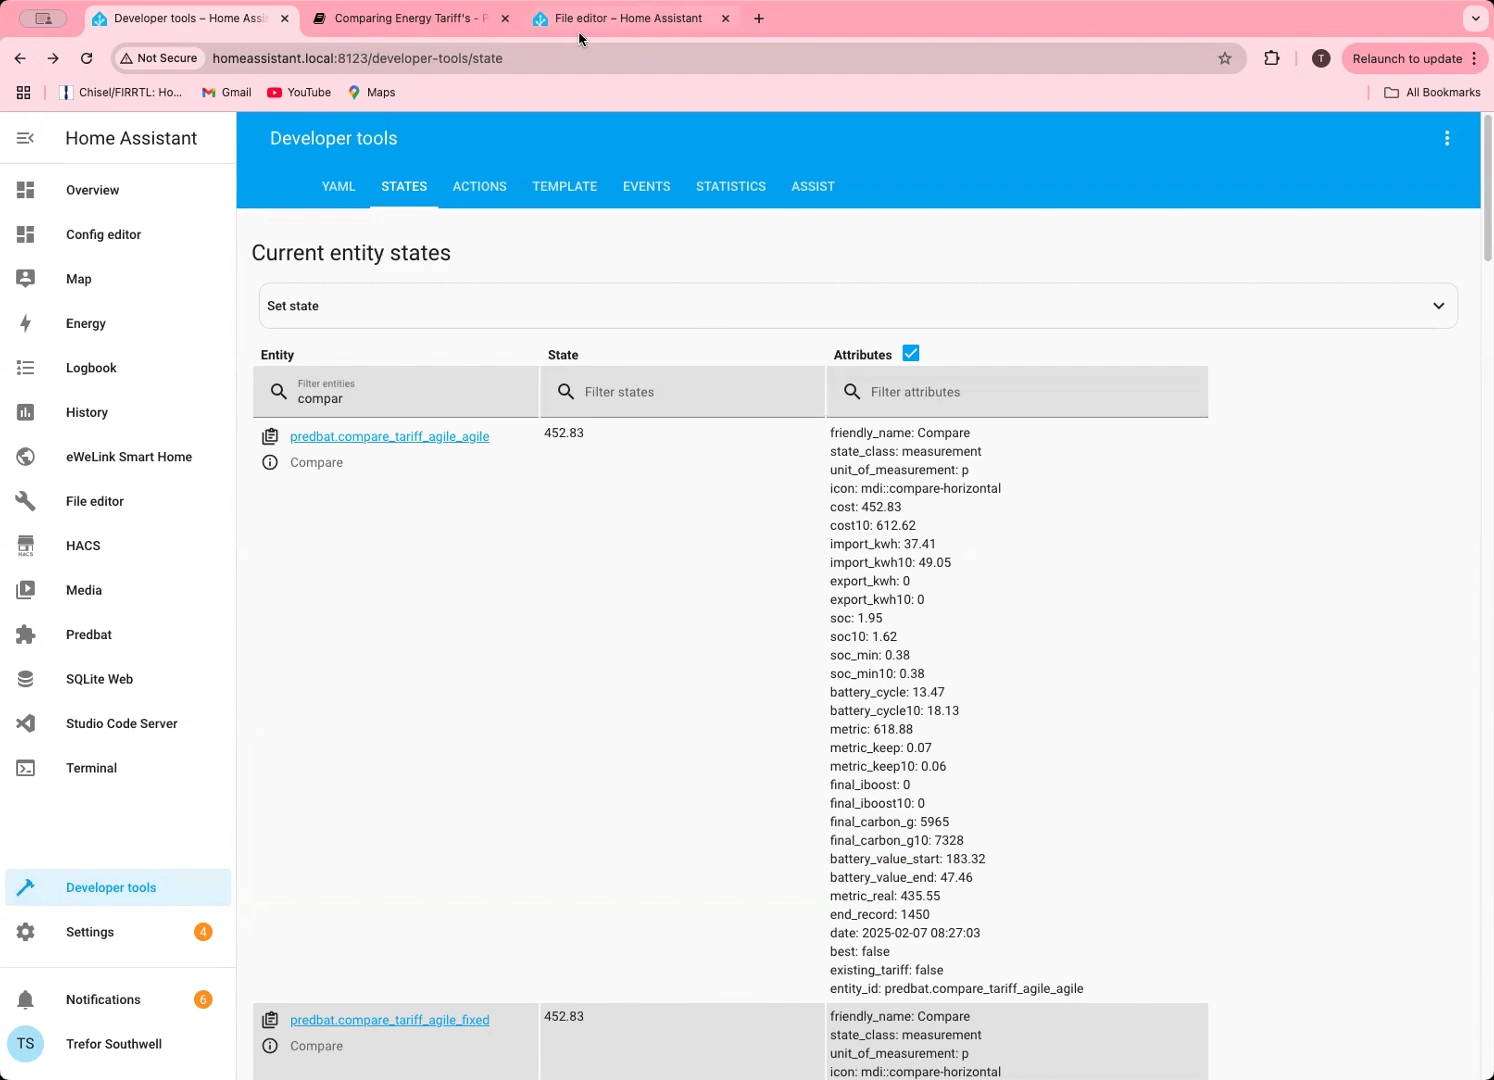 Developer tools – Home Assis
Comparing Energy Tariff's - P
File editor – Home Assistant
Not Secure
homeassistant.local:8123/developer-tools/state
T
Relaunch to update
Chisel/FIRRTL: Ho...
Gmail
YouTube
Maps
All Bookmarks
Home Assistant
Overview
Config editor
Map
Energy
Logbook
History
eWeLink Smart Home
File editor
HACS
HACS
Media
Predbat
SQLite Web
Studio Code Server
Terminal
Developer tools
Settings
4
Notifications
6
TS
Trefor Southwell
Developer tools
YAML
STATES
ACTIONS
TEMPLATE
EVENTS
STATISTICS
ASSIST
Current entity states
Set state
Entity
State
Attributes
Filter entities
compar
Filter states
Filter attributes
predbat.compare_tariff_agile_agile
Compare
452.83
friendly_name: Compare
state_class: measurement
unit_of_measurement: p
icon: mdi::compare-horizontal
cost: 452.83
cost10: 612.62
import_kwh: 37.41
import_kwh10: 49.05
export_kwh: 0
export_kwh10: 0
soc: 1.95
soc10: 1.62
soc_min: 0.38
soc_min10: 0.38
battery_cycle: 13.47
battery_cycle10: 18.13
metric: 618.88
metric_keep: 0.07
metric_keep10: 0.06
final_iboost: 0
final_iboost10: 0
final_carbon_g: 5965
final_carbon_g10: 7328
battery_value_start: 183.32
battery_value_end: 47.46
metric_real: 435.55
end_record: 1450
date: 2025-02-07 08:27:03
best: false
existing_tariff: false
entity_id: predbat.compare_tariff_agile_agile
predbat.compare_tariff_agile_fixed
Compare
452.83
friendly_name: Compare
state_class: measurement
unit_of_measurement: p
icon: mdi::compare-horizontal